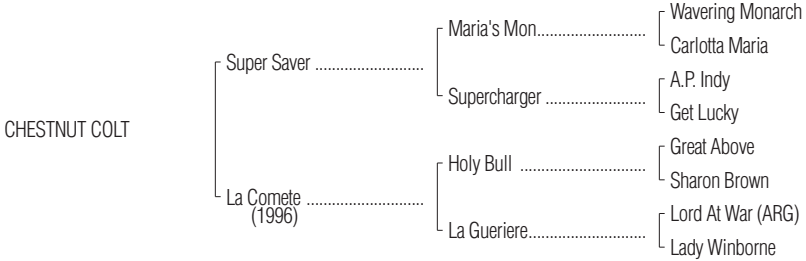 Wavering Monarch
Maria's Mon..........................
Carlotta Maria
Super Saver ..........................
A.P. Indy
Supercharger ........................
Get Lucky
CHESTNUT COLT
Great Above
Holy Bull ..............................
Sharon Brown
La Comete ............................
(1996)
Lord At War (ARG)
La Gueriere............................
Lady Winborne